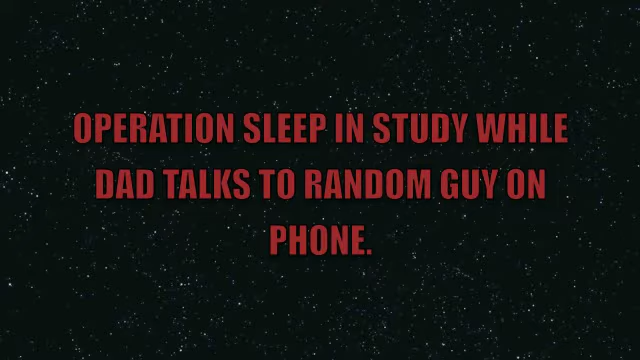 OPERATION SLEEP IN STUDY WHILE
DAD TALKS TO RANDOM GUY ON
PHONE.